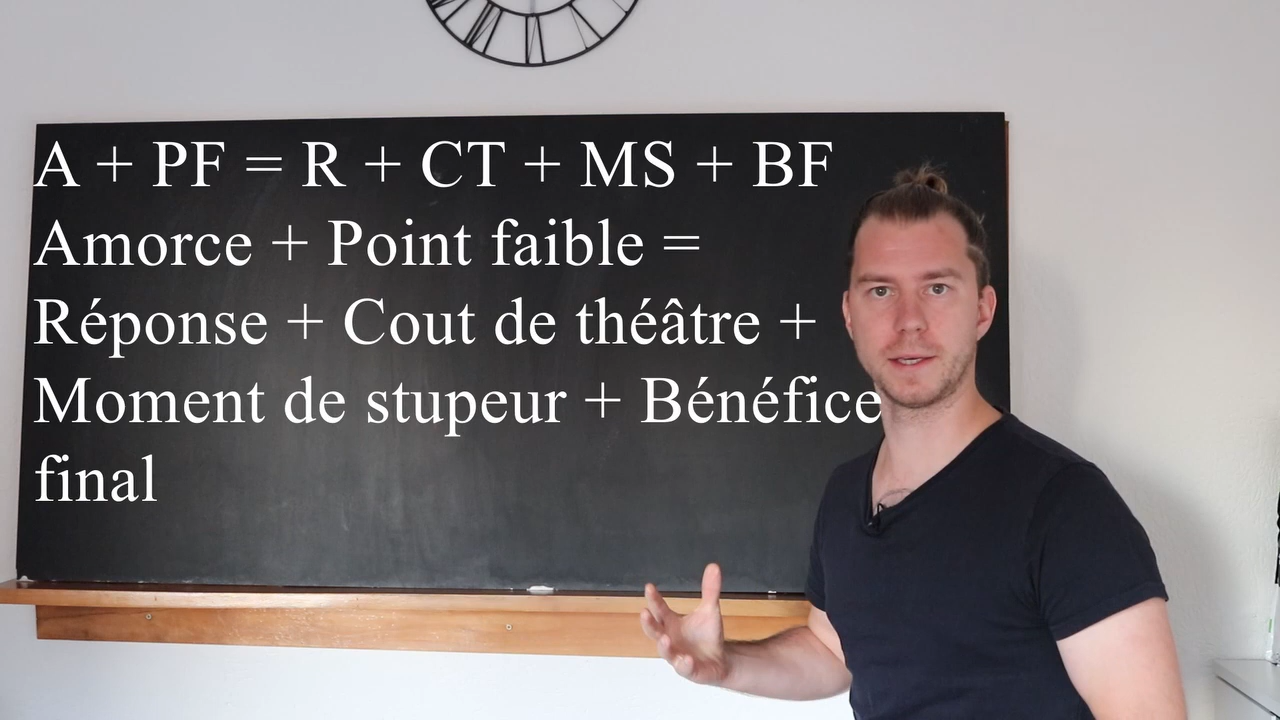 A + PF = R + CT + MS + BF
Amorce + Point faible =
Réponse + Cout de théâtre +
Moment de stupeur + Bénéfice
final